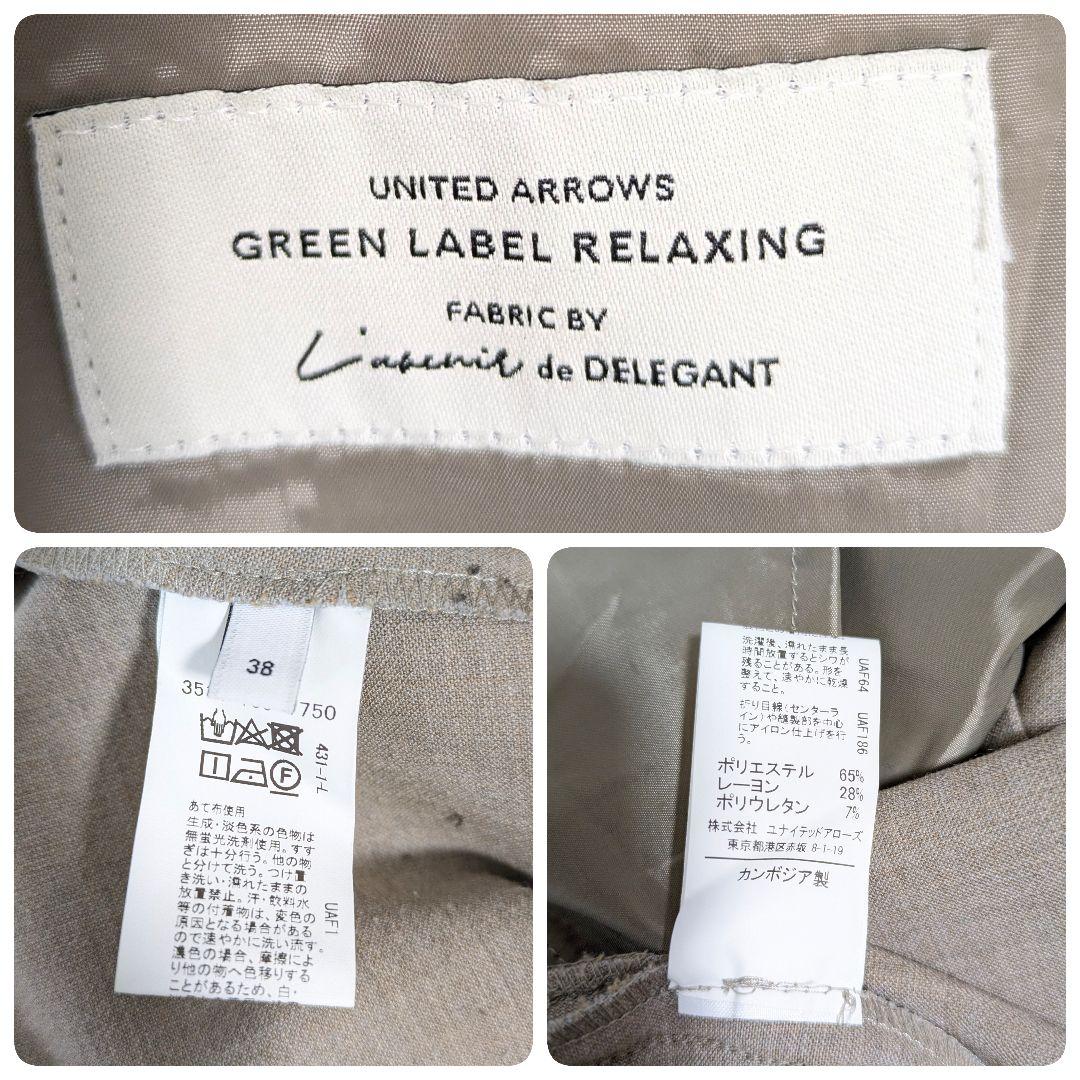 UNITED ARROWS
GREEN LABEL RELAXING
FABRIC BY
L'abenir de DELEGANT
38
750
431-1-L
F
あて布使用
生成・淡色系の色物は
無蛍光洗剤使用。すす
ぎは十分行う。他の物
と分けて洗う。つけ置
き洗い・濡れたままの
放置禁止。汗・飲料水
等の付着物は、変色の
原因となる場合がある
ので速やかに洗い流す。
濃色の場合、摩擦によ
り他の物へ色移りする
ことがあるため、白・
UAF1
洗濯後、濡れたまま長
時間放置するとシワが
残ることがある。形を
整えて、速やかに乾燥
すること。
折り目線(センターラ
イン)や縫製部を中心
にアイロン仕上げを行
う。
UAF64 UAF186
ポリエステル 65%
レーヨン 28%
ポリウレタン 7%
株式会社 ユナイテッドアローズ
東京都港区赤坂 8-1-19
カンボジア製